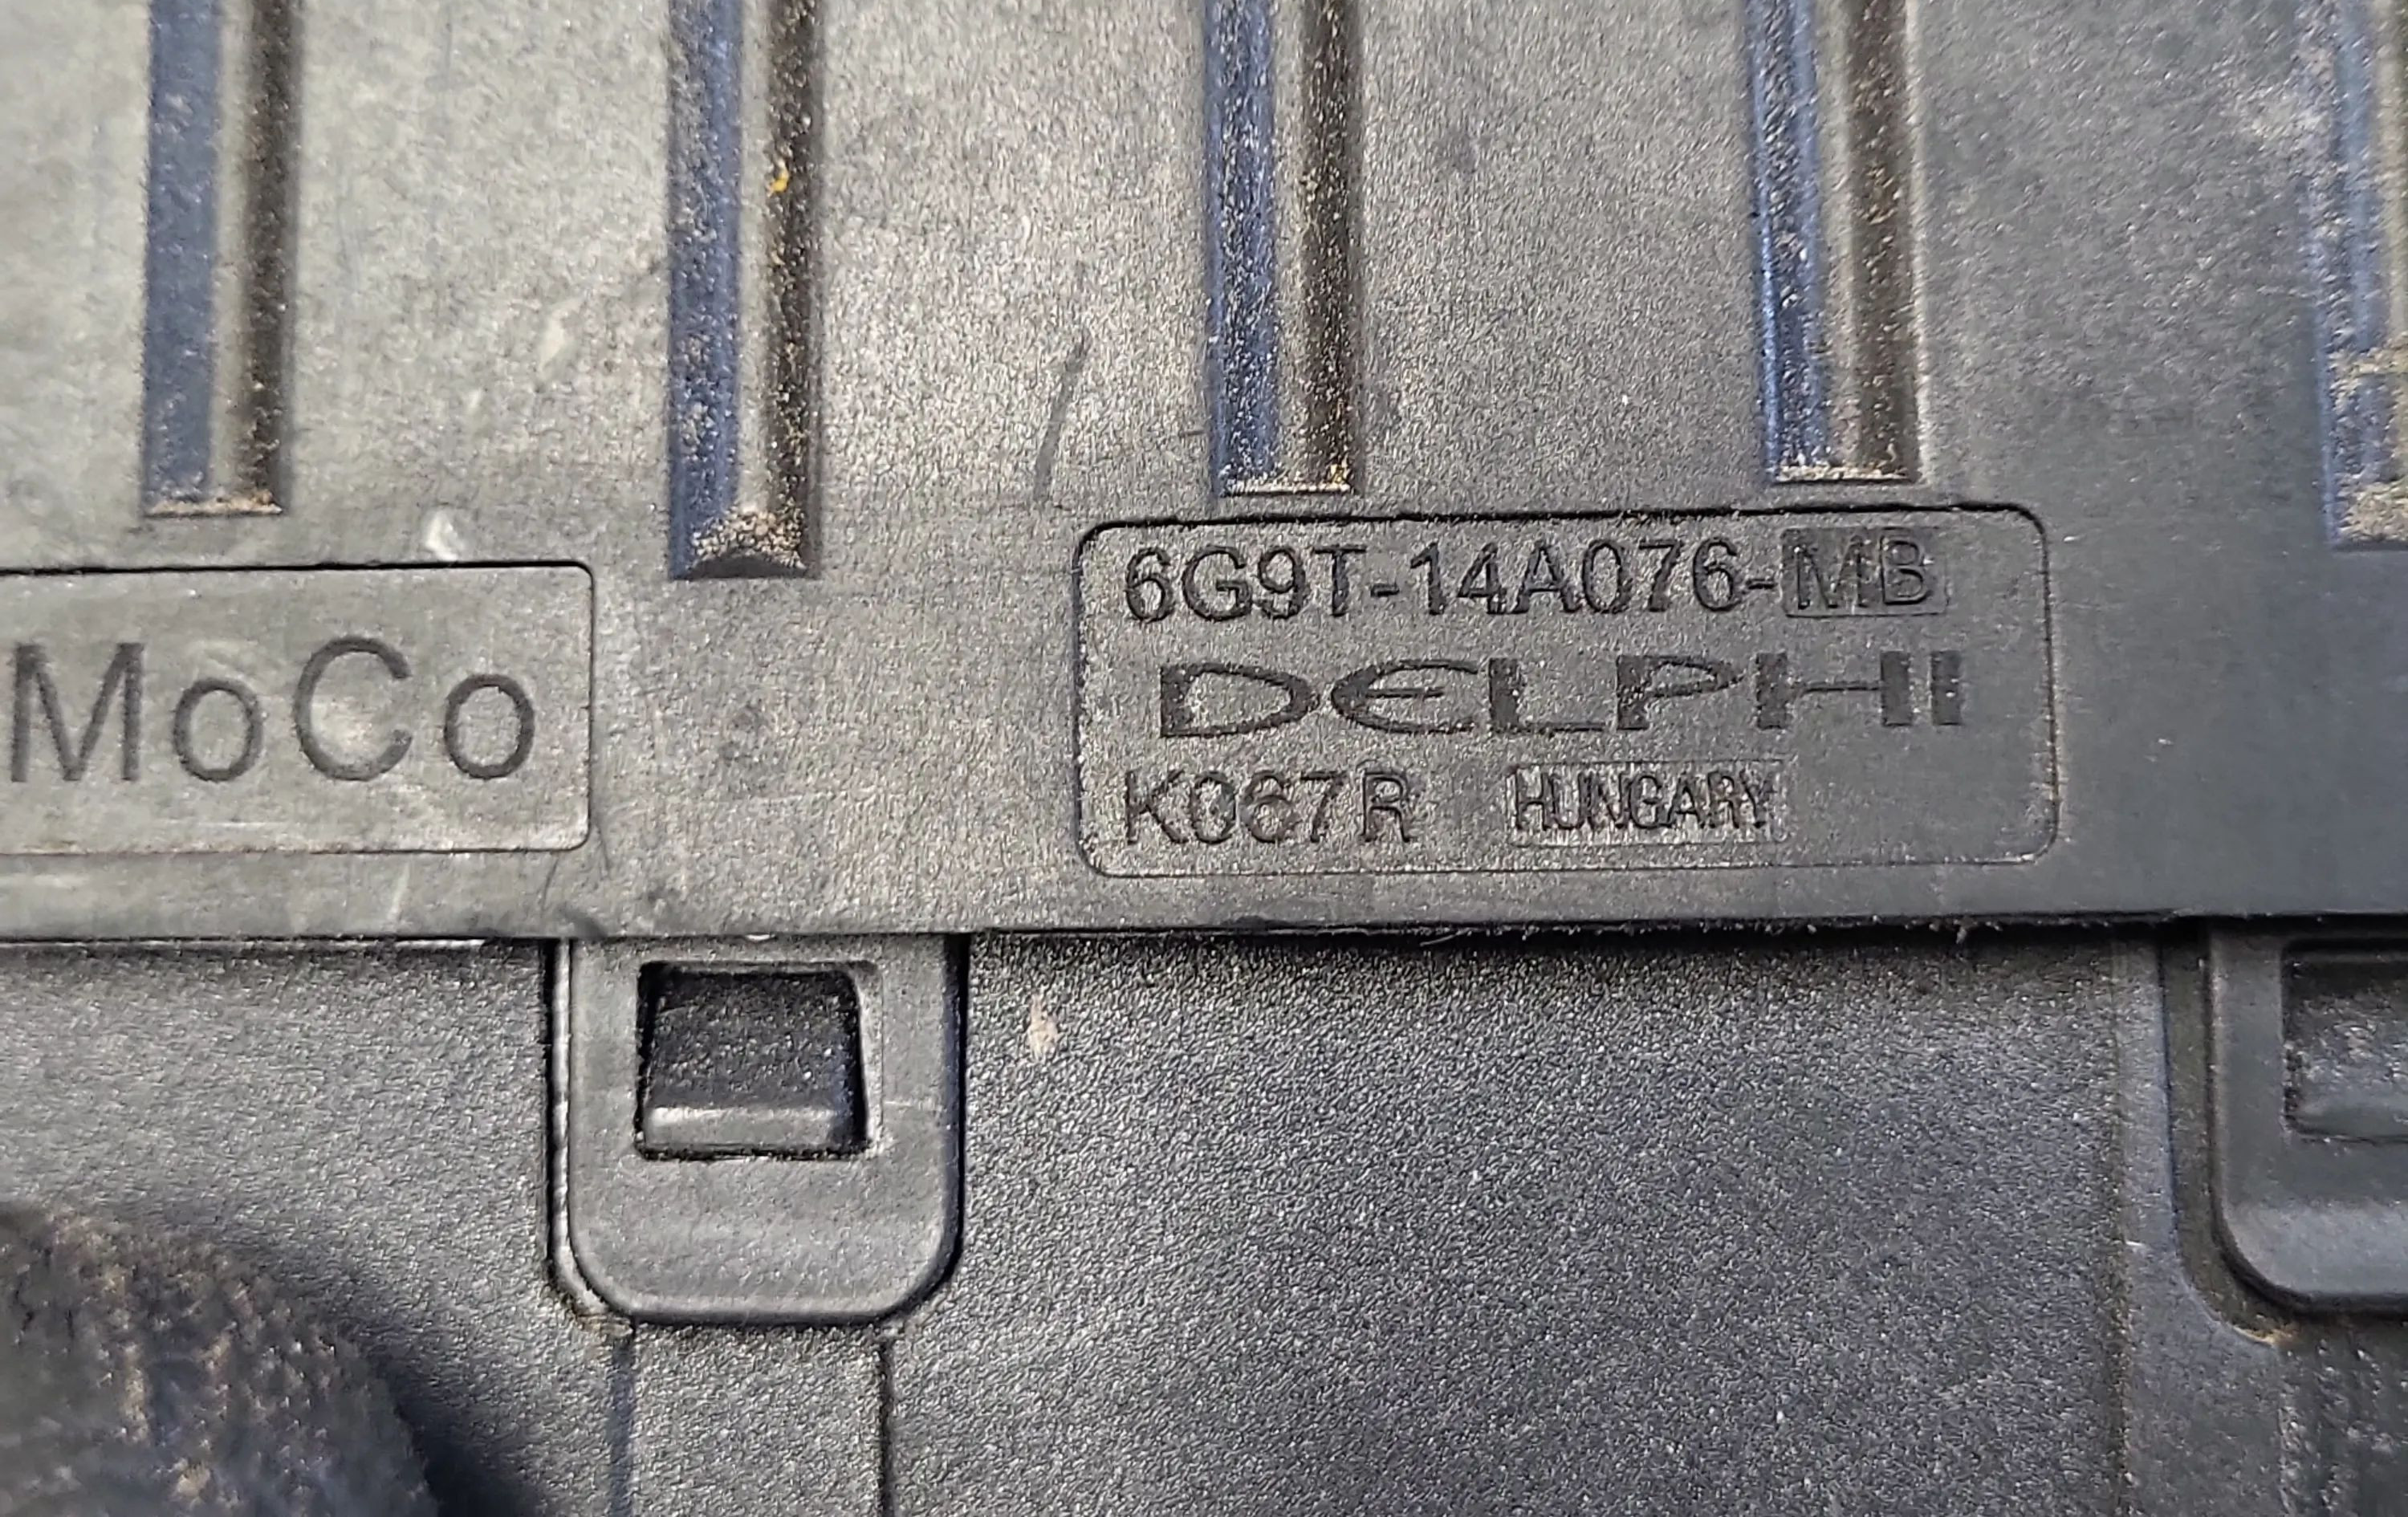 MoCo
6G9T-14A076-MB
DELPHI
K067R HUNGARY